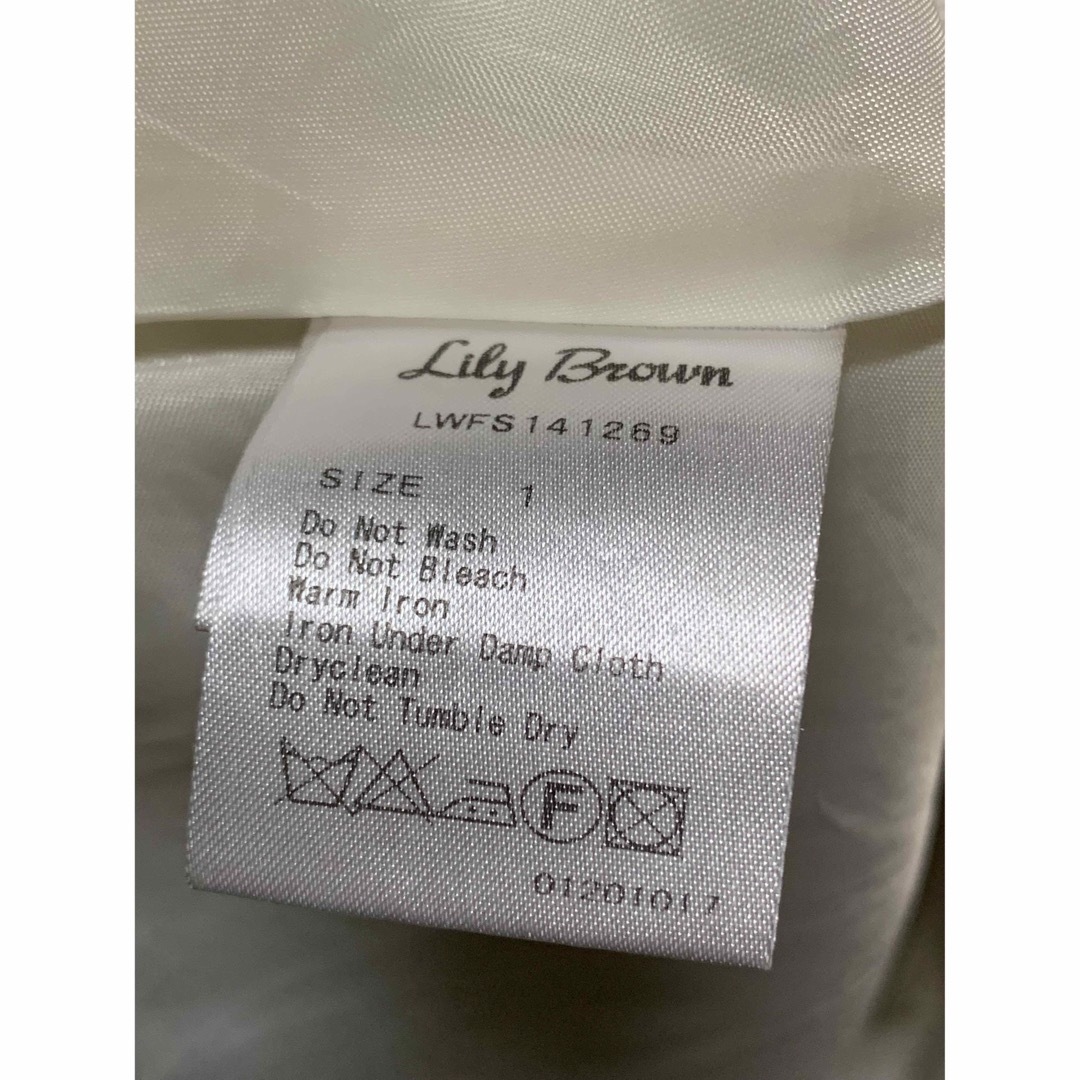 Lily Brown
LWFS141269
SIZE 1
Do Not Wash
Do Not Bleach
Warm Iron
Iron Under Damp Cloth
Dryclean
Do Not Tumble Dry
F
01201017